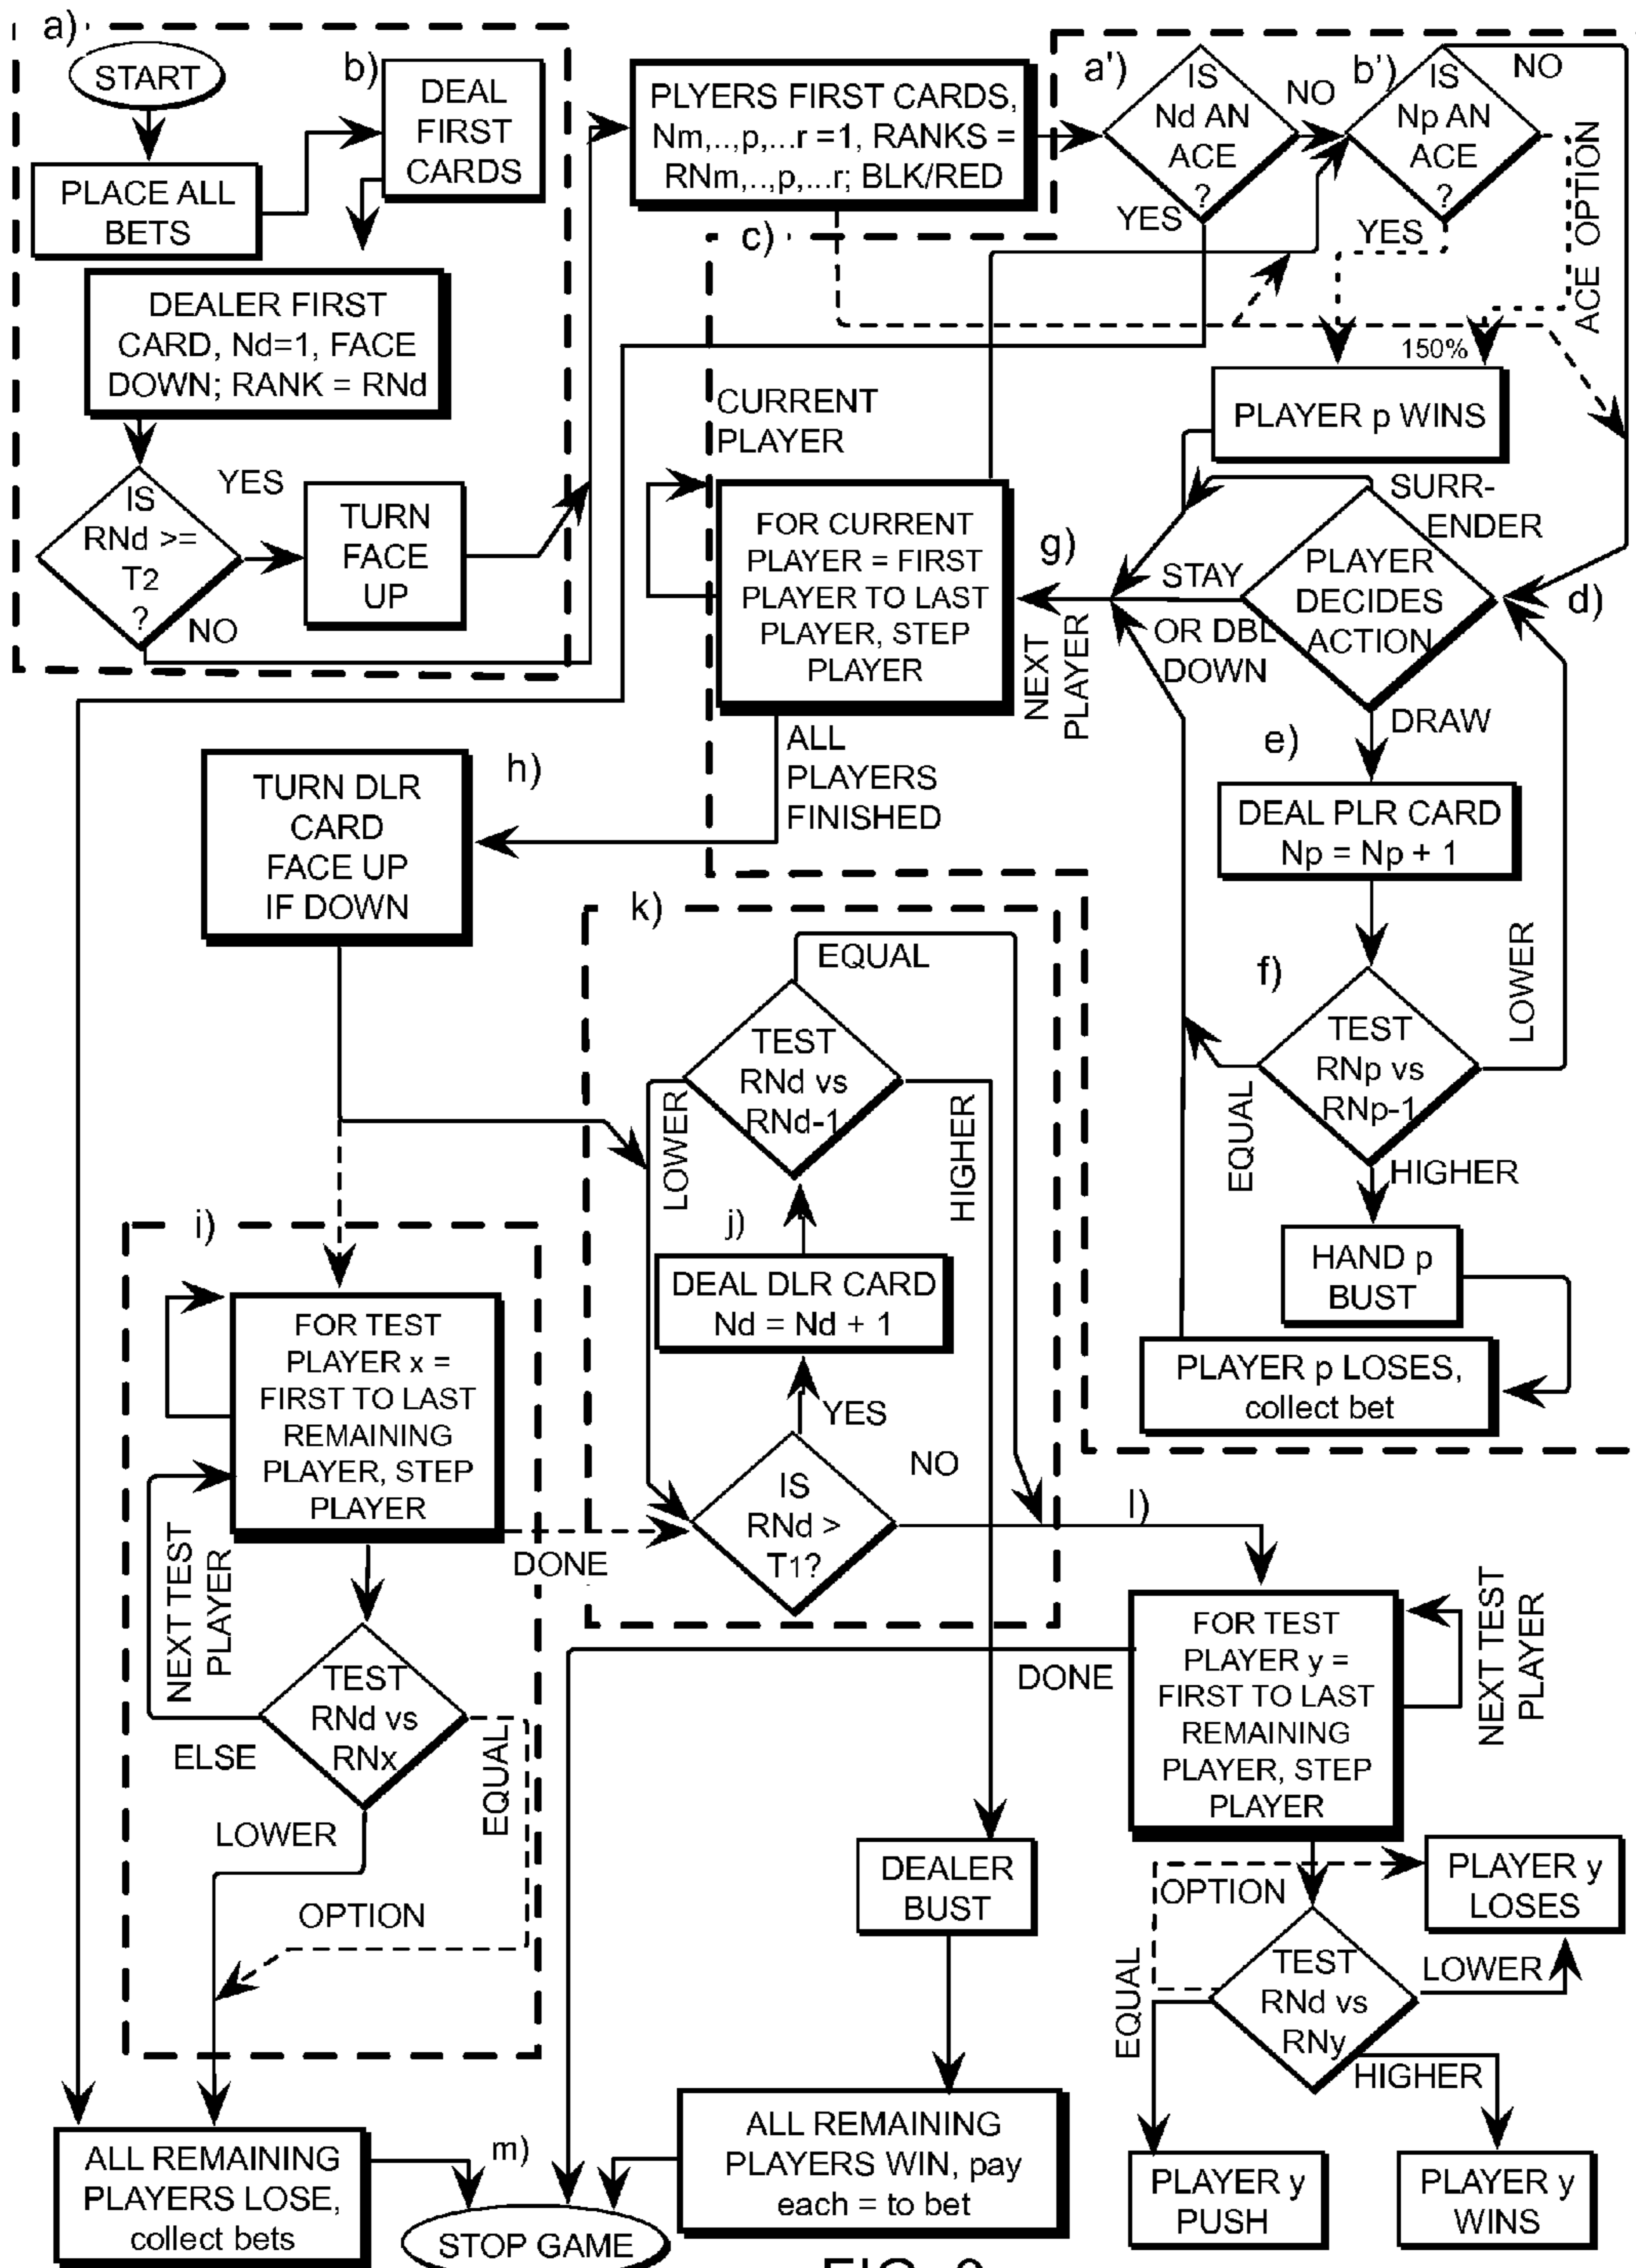 a)
START
PLACE ALL
BETS
b)
DEAL
FIRST
CARDS
DEALER FIRST
CARD, Nd=1, FACE
DOWN; RANK = RNd
IS
RNd >=
T2
?
YES
NO
TURN
FACE
UP
PLYERS FIRST CARDS,
Nm,..,p,...r =1, RANKS =
RNm,..,p,...r; BLK/RED
a')
IS
Nd AN
ACE
?
NO
YES
b')
IS
Np AN
ACE
?
NO
YES
ACE OPTION
150%
PLAYER p WINS
c)
CURRENT
PLAYER
FOR CURRENT
PLAYER = FIRST
PLAYER TO LAST
PLAYER, STEP
PLAYER
g)
NEXT
PLAYER
ALL
PLAYERS
FINISHED
SURR-
ENDER
STAY
OR DBL
DOWN
PLAYER
DECIDES
ACTION
d)
DRAW
e)
DEAL PLR CARD
Np = Np + 1
f)
TEST
RNp vs
RNp-1
LOWER
EQUAL
HIGHER
HAND p
BUST
PLAYER p LOSES,
collect bet
h)
TURN DLR
CARD
FACE UP
IF DOWN
k)
EQUAL
TEST
RNd vs
RNd-1
LOWER
HIGHER
j)
DEAL DLR CARD
Nd = Nd + 1
YES
IS
RNd >
T1?
NO
i)
FOR TEST
PLAYER x =
FIRST TO LAST
REMAINING
PLAYER, STEP
PLAYER
DONE
NEXT TEST
PLAYER
TEST
RNd vs
RNx
ELSE
EQUAL
LOWER
OPTION
l)
FOR TEST
PLAYER y =
FIRST TO LAST
REMAINING
PLAYER, STEP
PLAYER
NEXT TEST
PLAYER
DONE
DEALER
BUST
OPTION
PLAYER y
LOSES
TEST
RNd vs
RNy
LOWER
EQUAL
HIGHER
PLAYER y
PUSH
PLAYER y
WINS
ALL REMAINING
PLAYERS LOSE,
collect bets
m)
STOP GAME
ALL REMAINING
PLAYERS WIN, pay
each = to bet